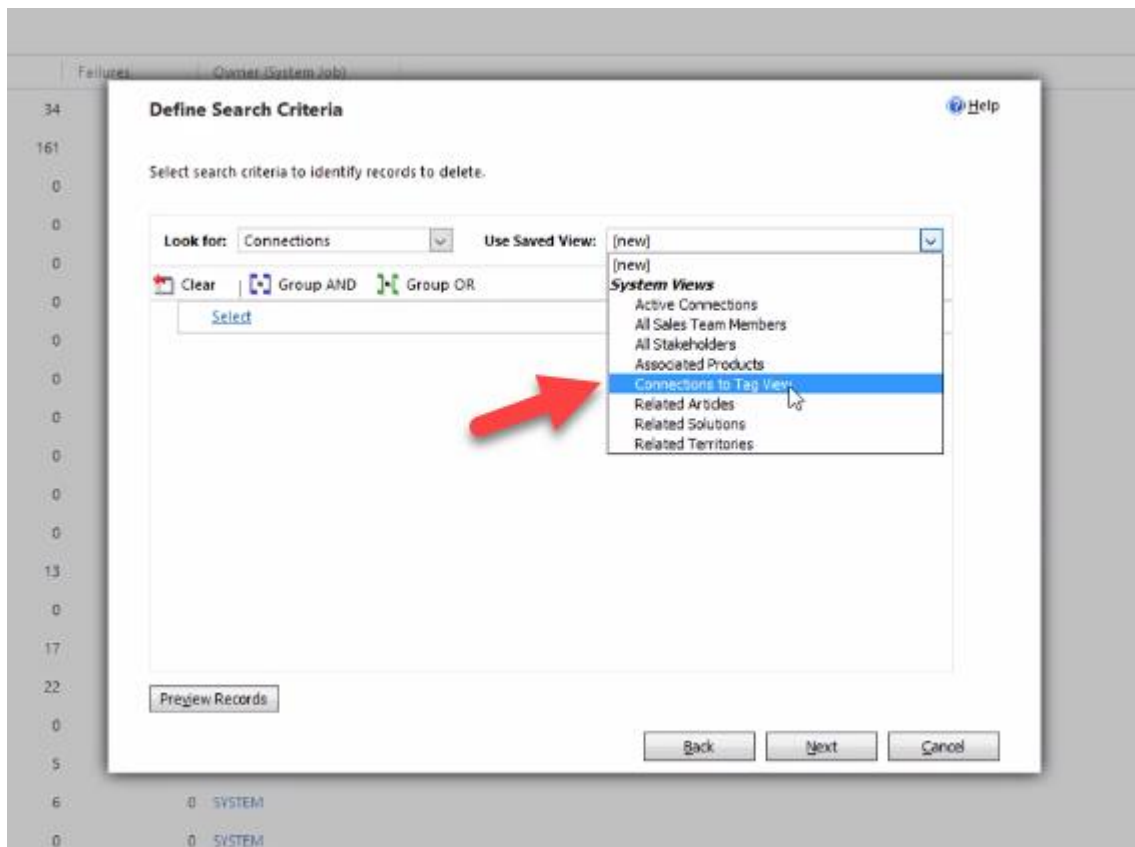 Failures Owner (System Job)
34
161
0
0
0
0
0
0
0
0
0
0
13
0
17
22
0
5
6 0 SYSTEM
0 0 SYSTEM
Define Search Criteria
Help
Select search criteria to identify records to delete.
Look for: Connections Use Saved View: [new]
Clear Group AND Group OR
Select
[new]
System Views
Active Connections
All Sales Team Members
All Stakeholders
Associated Products
Connections to Tag View
Related Articles
Related Solutions
Related Territories
Preview Records
Back Next Cancel